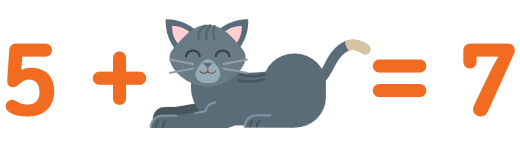 5 + = 7